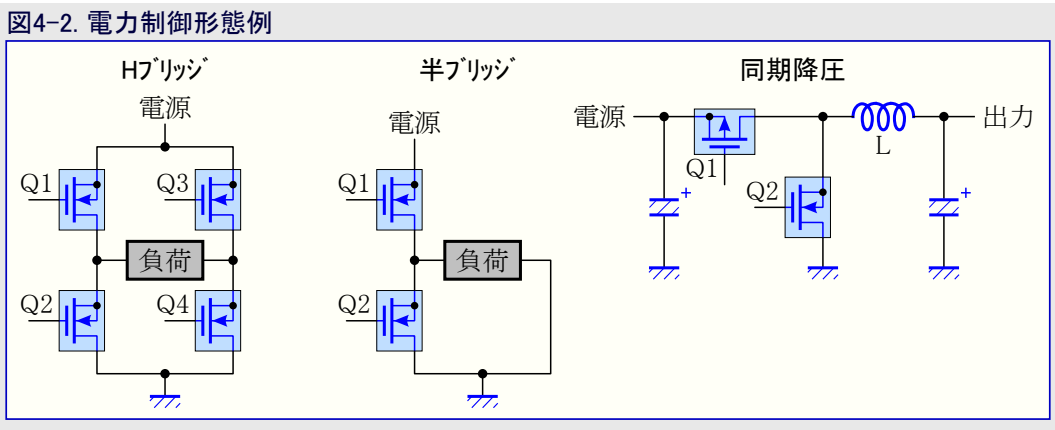 図4-2. 電力制御形態例
Hブリッジ
電源
Q1
Q3
負荷
Q2
Q4
半ブリッジ
電源
Q1
負荷
Q2
同期降圧
電源
Q1
L
出力
Q2
+
+